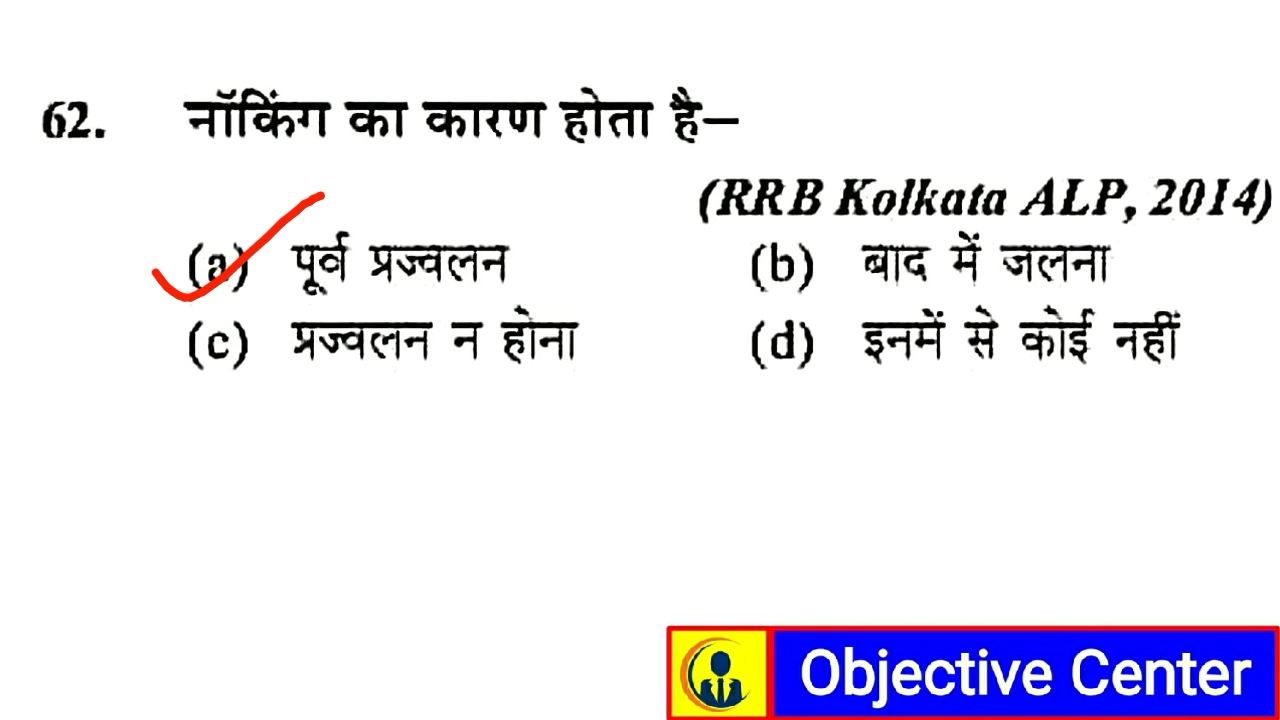 62. नॉकिंग का कारण होता है–
(RRB Kolkata ALP, 2014)
(a) पूर्व प्रज्वलन (b) बाद में जलना
(c) प्रज्वलन न होना (d) इनमें से कोई नहीं
Objective Center